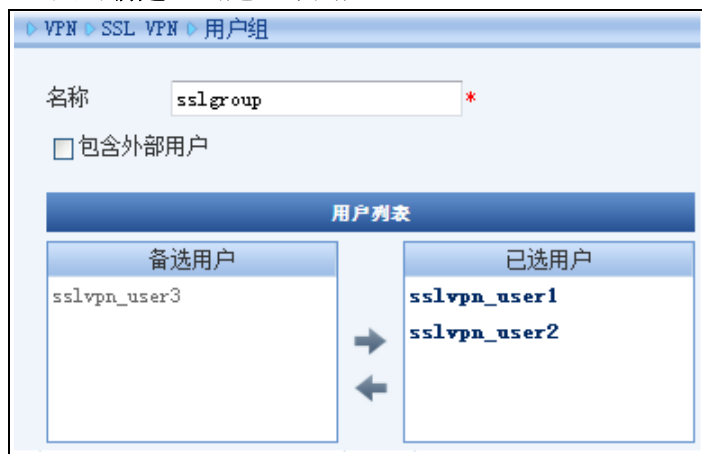 VPN SSL VPN 用户组
名称 sslgroup *
包含外部用户
用户列表
备选用户 已选用户
sslvpn_user3 sslvpn_user1
sslvpn_user2